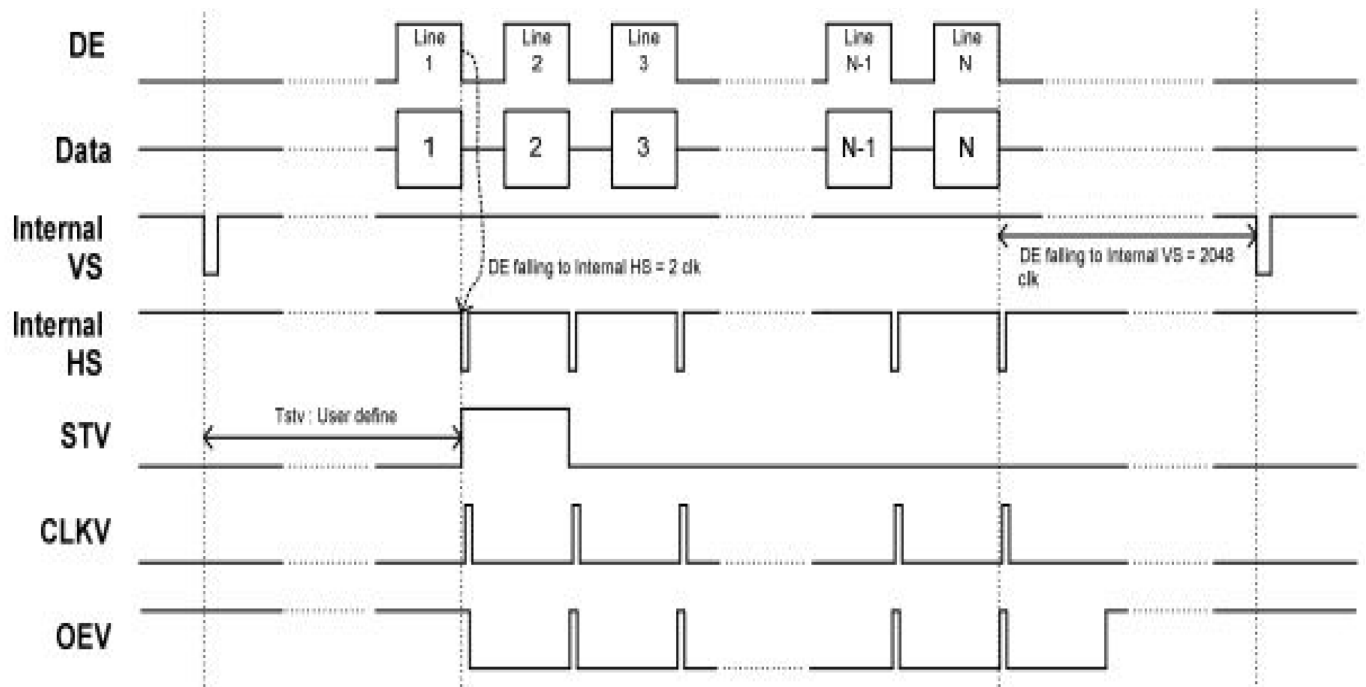 DE
Line
1
Line
2
Line
3
Line
N-1
Line
N
Data
1
2
3
N-1
N
Internal
VS
DE falling to Internal HS = 2 clk
DE falling to Internal VS = 2048
clk
Internal
HS
Tstv : User define
STV
CLKV
OEV